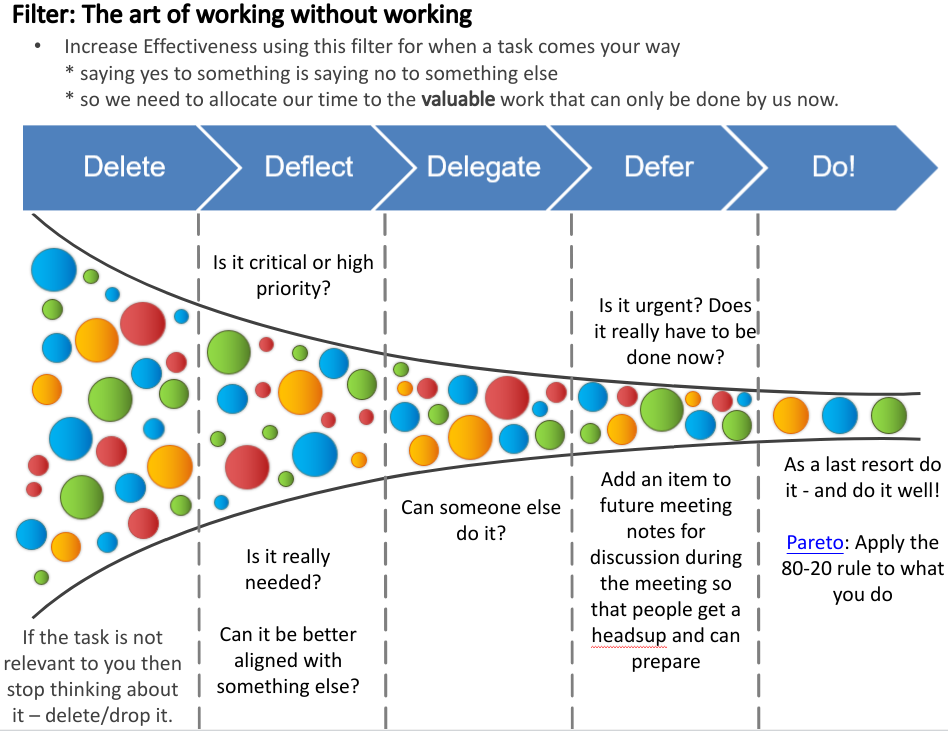 Filter: The art of working without working
• Increase Effectiveness using this filter for when a task comes your way
* saying yes to something is saying no to something else
* so we need to allocate our time to the valuable work that can only be done by us now.
Delete
Deflect
Delegate
Defer
Do!
If the task is not
relevant to you then
stop thinking about
it – delete/drop it.
Is it critical or high
priority?
Is it really
needed?
Can it be better
aligned with
something else?
Can someone else
do it?
Is it urgent? Does
it really have to be
done now?
Add an item to
future meeting
notes for
discussion during
the meeting so
that people get a
headsup and can
prepare
As a last resort do
it - and do it well!
Pareto: Apply the
80-20 rule to what
you do